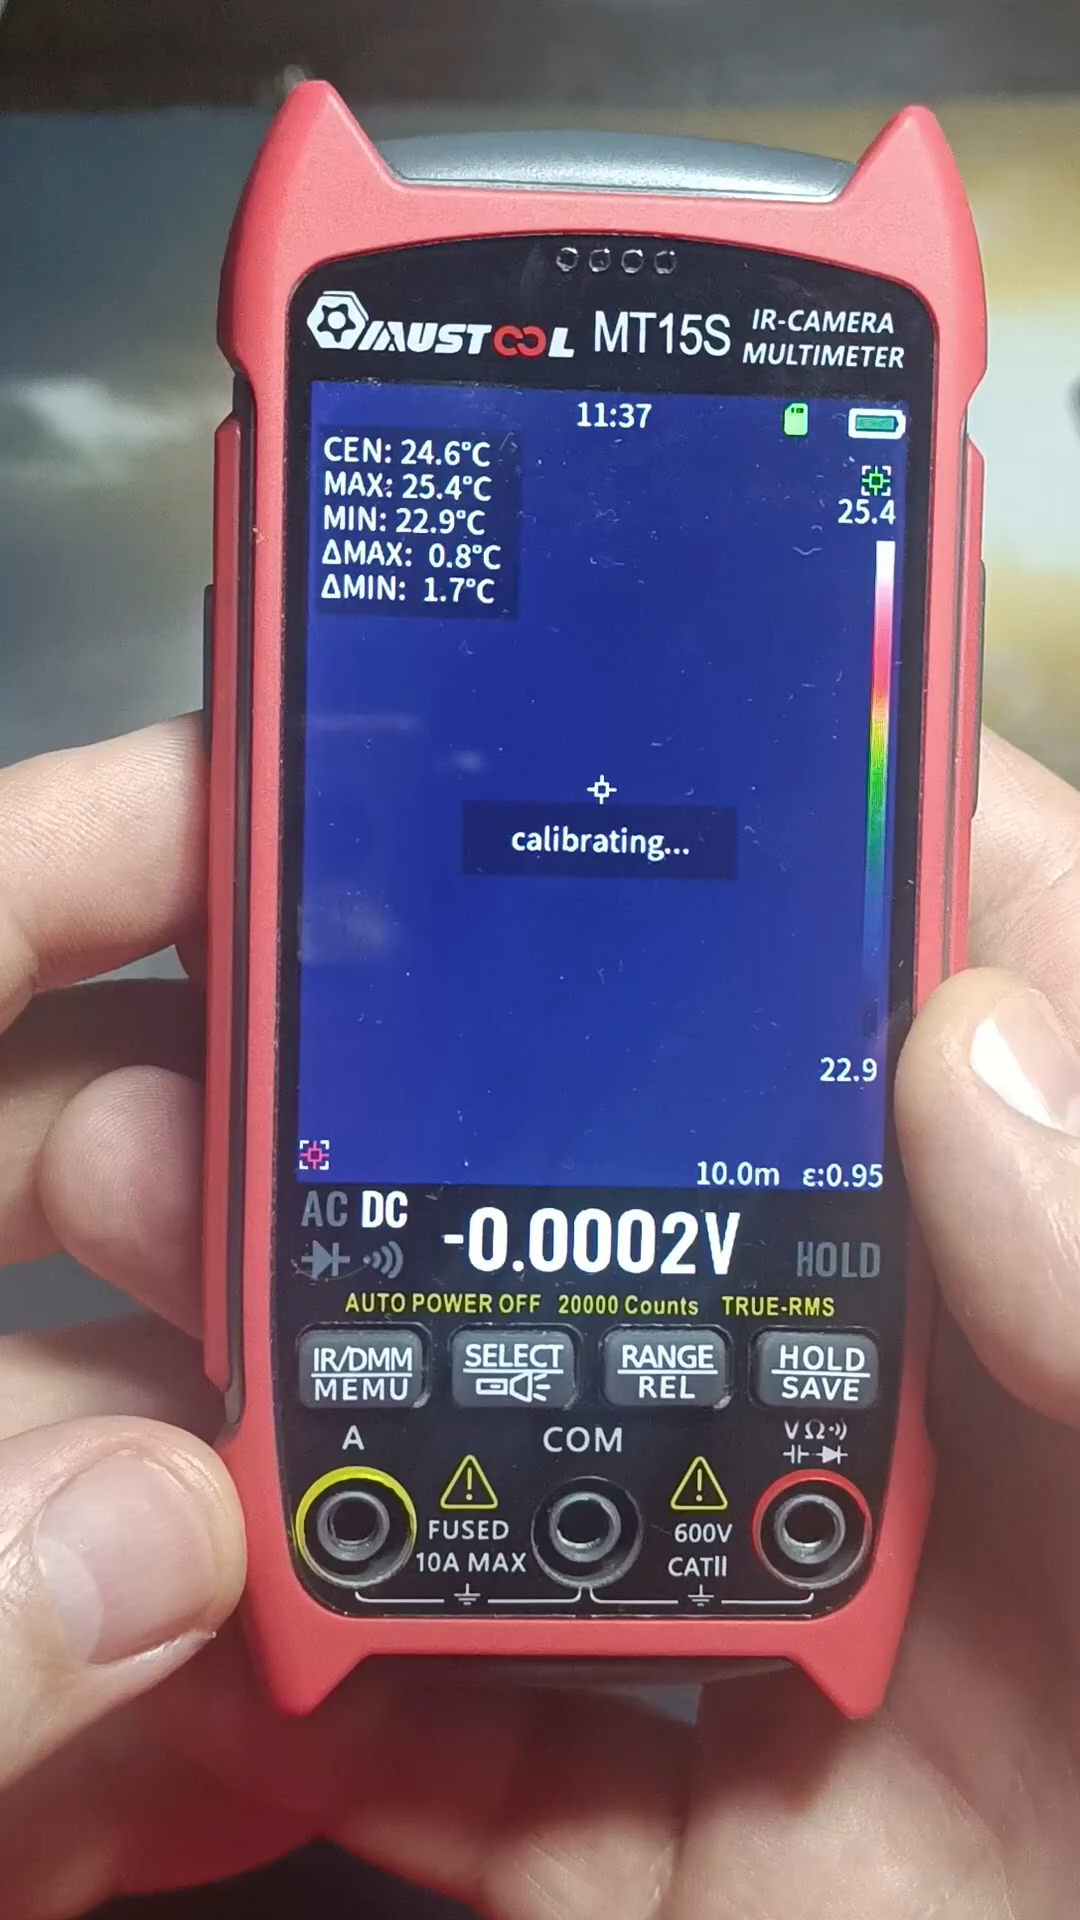 MUSTOOL MT15S IR-CAMERA
MULTIMETER
11:37
CEN: 24.6°C
MAX: 25.4°C
MIN: 22.9°C
ΔMAX: 0.8°C
ΔMIN: 1.7°C
25.4
calibrating...
22.9
10.0m ε:0.95
AC DC
-0.0002V
HOLD
AUTO POWER OFF 20000 Counts TRUE-RMS
IR/DMM
MEMU
SELECT
RANGE
REL
HOLD
SAVE
A
COM
VΩ
FUSED
10A MAX
600V
CATII